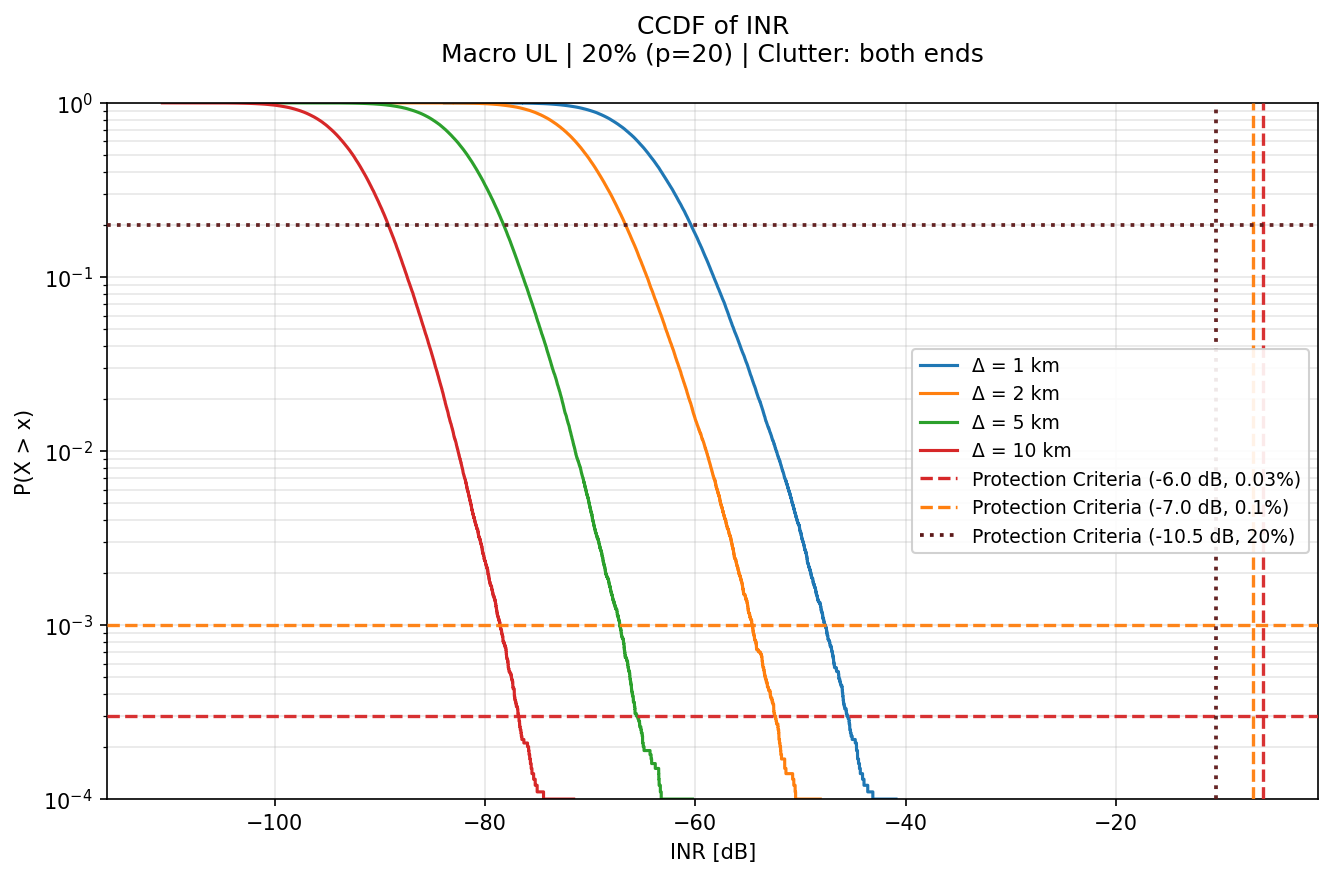 CCDF of INR
Macro UL | 20% (p=20) | Clutter: both ends
P(X > x)
10⁰
10⁻¹
10⁻²
10⁻³
10⁻⁴
Δ = 1 km
Δ = 2 km
Δ = 5 km
Δ = 10 km
Protection Criteria (-6.0 dB, 0.03%)
Protection Criteria (-7.0 dB, 0.1%)
Protection Criteria (-10.5 dB, 20%)
−100 −80 −60 −40 −20
INR [dB]